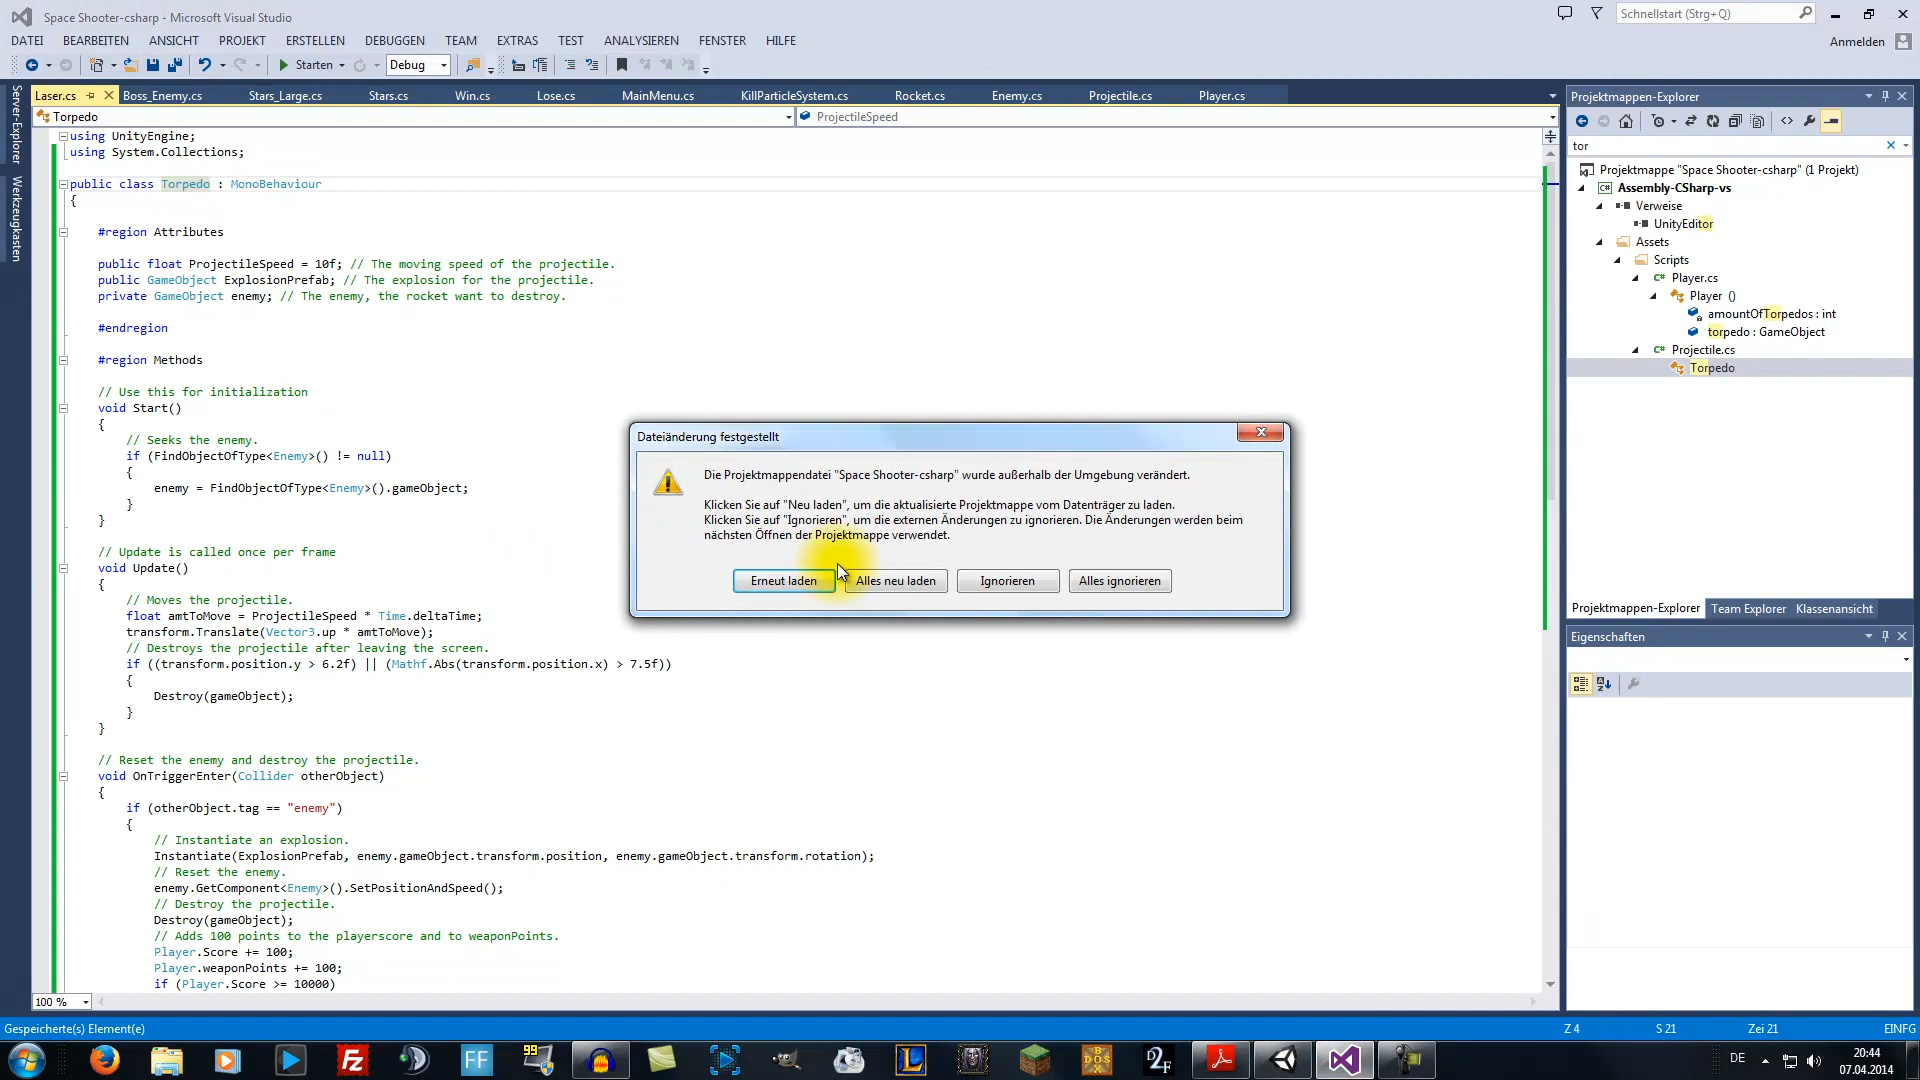 Space Shooter-csharp - Microsoft Visual Studio
Schnellstart (Strg+Q)
DATEI BEARBEITEN ANSICHT PROJEKT ERSTELLEN DEBUGGEN TEAM EXTRAS TEST ANALYSIEREN FENSTER HILFE
Anmelden
Starten
Debug
Server-Explorer
Werkzeugkasten
Laser.cs Boss_Enemy.cs Stars_Large.cs Stars.cs Win.cs Lose.cs MainMenu.cs KillParticleSystem.cs Rocket.cs Enemy.cs Projectile.cs Player.cs
Torpedo
ProjectileSpeed
using UnityEngine;
using System.Collections;
public class Torpedo : MonoBehaviour
{
#region Attributes
public float ProjectileSpeed = 10f; // The moving speed of the projectile.
public GameObject ExplosionPrefab; // The explosion for the projectile.
private GameObject enemy; // The enemy, the rocket want to destroy.
#endregion
#region Methods
// Use this for initialization
void Start()
{
// Seeks the enemy.
if (FindObjectOfType<Enemy>() != null)
{
enemy = FindObjectOfType<Enemy>().gameObject;
}
}
// Update is called once per frame
void Update()
{
// Moves the projectile.
float amtToMove = ProjectileSpeed * Time.deltaTime;
transform.Translate(Vector3.up * amtToMove);
// Destroys the projectile after leaving the screen.
if ((transform.position.y > 6.2f) || (Mathf.Abs(transform.position.x) > 7.5f))
{
Destroy(gameObject);
}
}
// Reset the enemy and destroy the projectile.
void OnTriggerEnter(Collider otherObject)
{
if (otherObject.tag == "enemy")
{
// Instantiate an explosion.
Instantiate(ExplosionPrefab, enemy.gameObject.transform.position, enemy.gameObject.transform.rotation);
// Reset the enemy.
enemy.GetComponent<Enemy>().SetPositionAndSpeed();
// Destroy the projectile.
Destroy(gameObject);
// Adds 100 points to the playerscore and to weaponPoints.
Player.Score += 100;
Player.weaponPoints += 100;
if (Player.Score >= 10000)
100 %
Dateiänderung festgestellt
Die Projektmappendatei "Space Shooter-csharp" wurde außerhalb der Umgebung verändert.
Klicken Sie auf "Neu laden", um die aktualisierte Projektmappe vom Datenträger zu laden.
Klicken Sie auf "Ignorieren", um die externen Änderungen zu ignorieren. Die Änderungen werden beim
nächsten Öffnen der Projektmappe verwendet.
Erneut laden Alles neu laden Ignorieren Alles ignorieren
Projektmappen-Explorer
tor
Projektmappe "Space Shooter-csharp" (1 Projekt)
Assembly-CSharp-vs
Verweise
UnityEditor
Assets
Scripts
Player.cs
Player ()
amountOfTorpedos : int
torpedo : GameObject
Projectile.cs
Torpedo
Projektmappen-Explorer Team Explorer Klassenansicht
Eigenschaften
Gespeicherte(s) Element(e)
Z 4 S 21 Zei 21 EINFG
FF
99
DOS
DE
20:44
07.04.2014